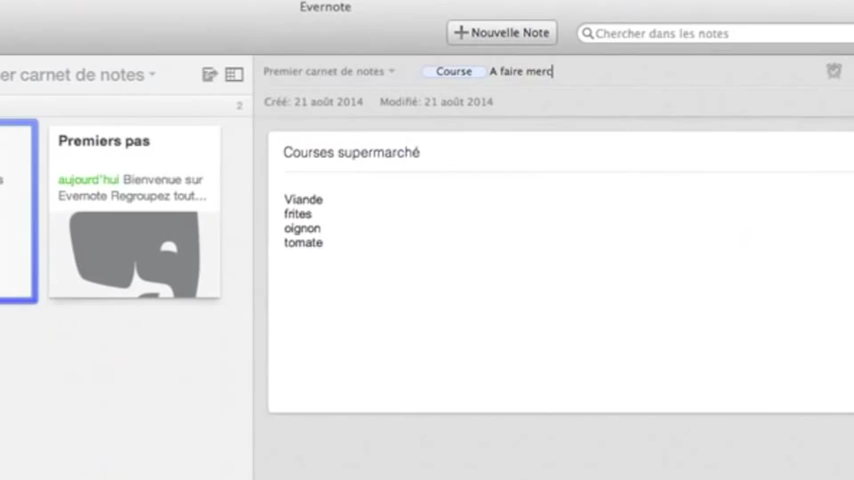 Evernote
Nouvelle Note
Chercher dans les notes
er carnet de notes
Premier carnet de notes
Course
A faire merc
2
Créé: 21 août 2014 Modifié: 21 août 2014
Premiers pas
aujourd'hui Bienvenue sur
Evernote Regroupez tout...
s
Courses supermarché
Viande
frites
oignon
tomate